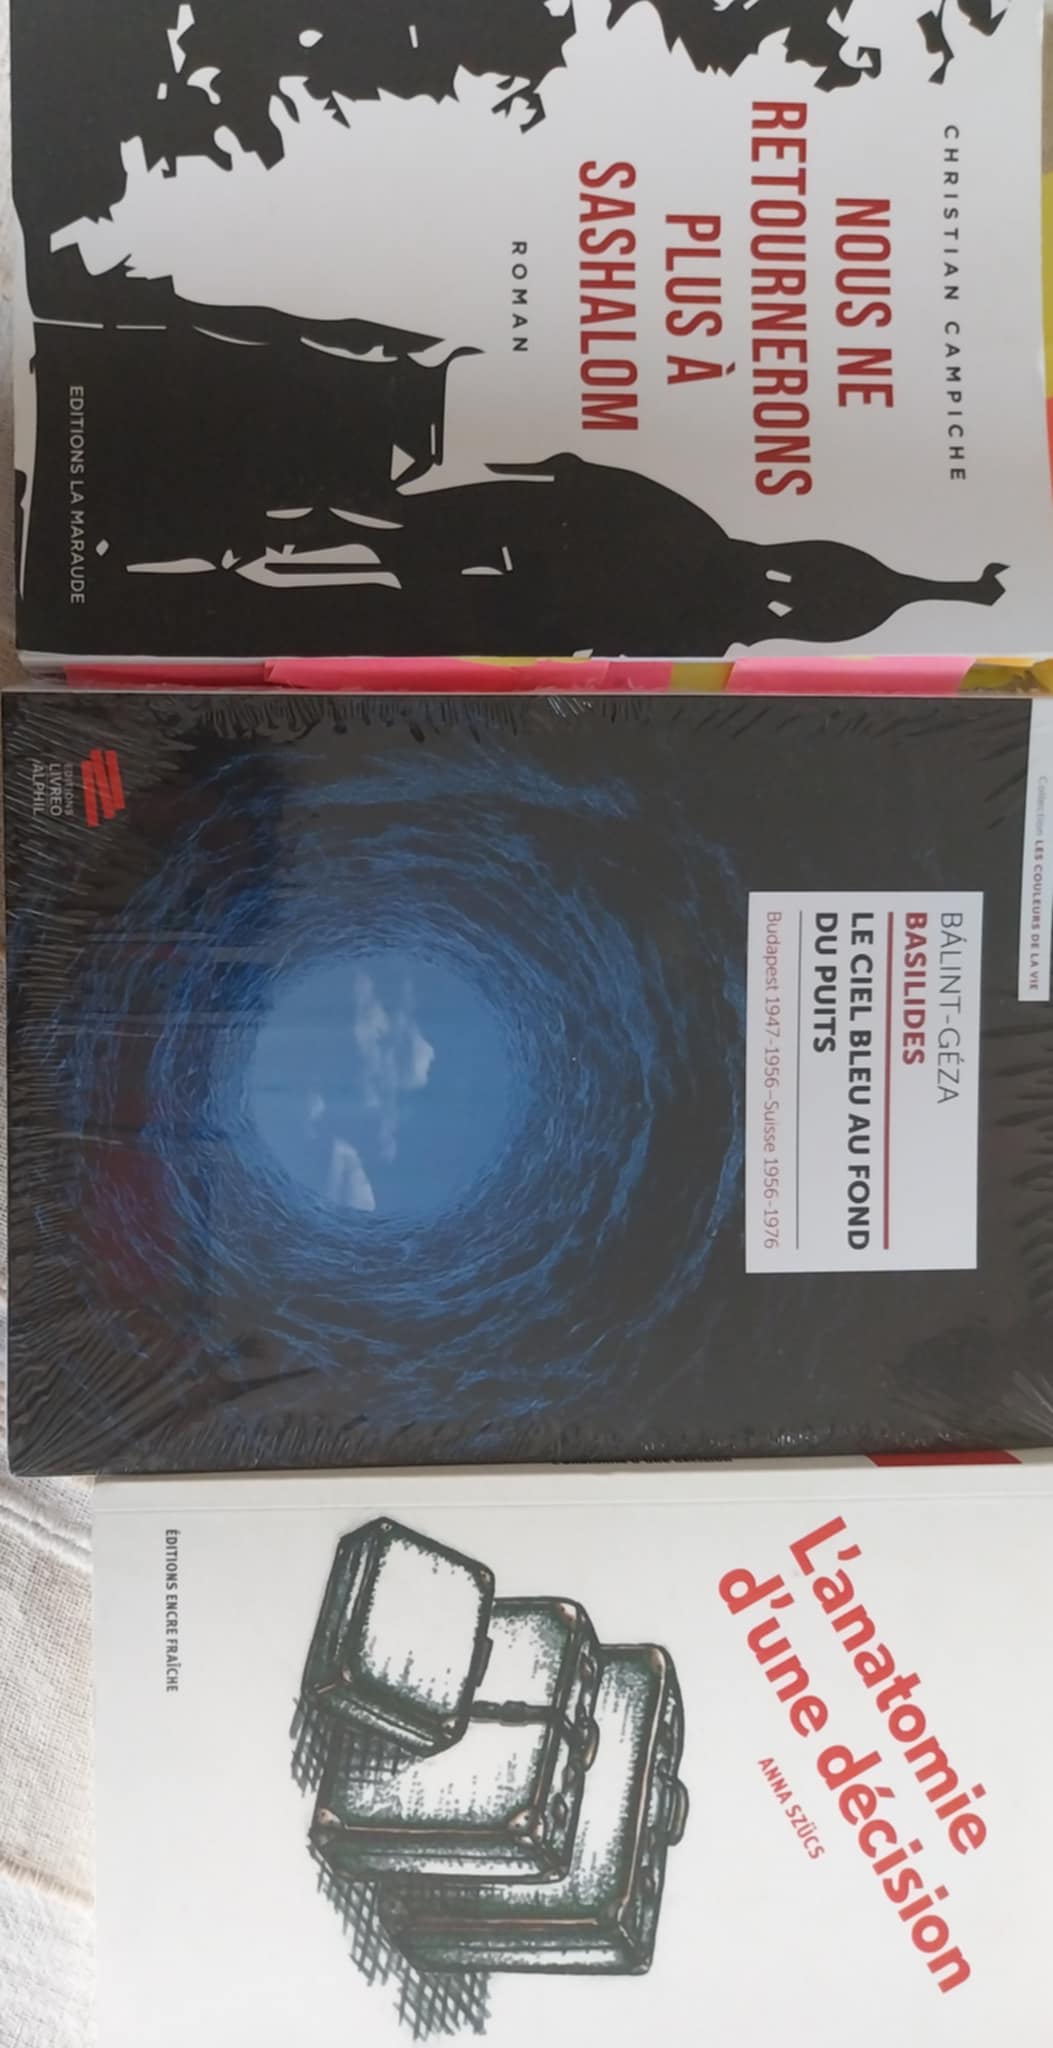 CHRISTIAN CAMPICHE
NOUS NE
RETOURNERONS
PLUS À
SASHALOM
ROMAN
EDITIONS LA MARAUDE
Collection LES COULEURS DE LA VIE
BÁLINT-GÉZA
BASILIDES
LE CIEL BLEU AU FOND
DU PUITS
Budapest 1947-1956-Suisse 1956-1976
EDITIONS
LIVREO
ALPHIL
L'anatomie
d'une décision
ANNA SZÜCS
ÉDITIONS ENCRE FRAÎCHE